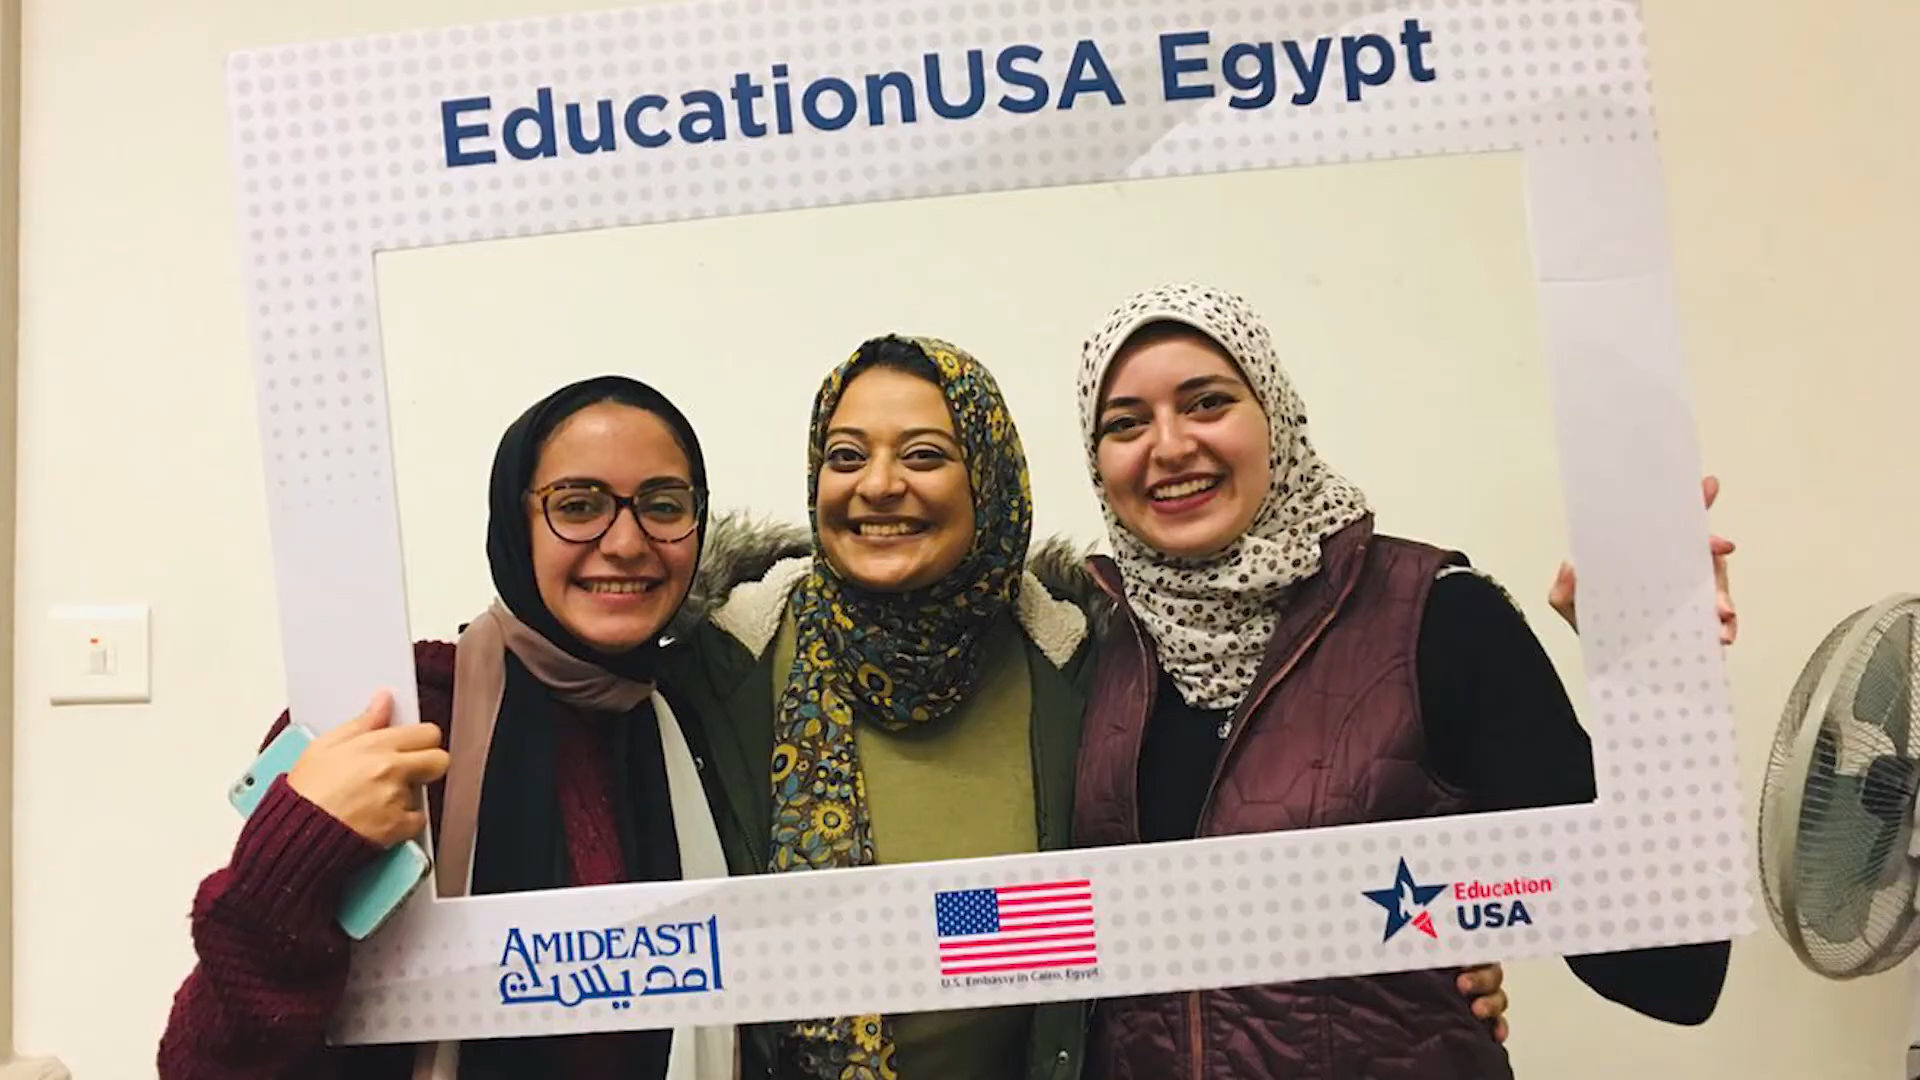 EducationUSA Egypt
AMIDEAST
امديست
U.S. Embassy in Cairo, Egypt
Education
USA